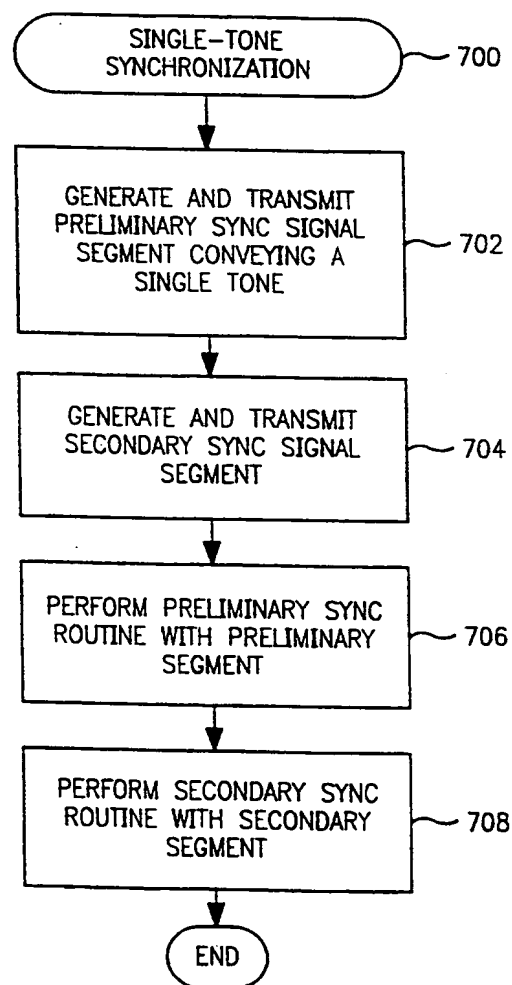 SINGLE-TONE
SYNCHRONIZATION
700
GENERATE AND TRANSMIT
PRELIMINARY SYNC SIGNAL
SEGMENT CONVEYING A
SINGLE TONE
702
GENERATE AND TRANSMIT
SECONDARY SYNC SIGNAL
SEGMENT
704
PERFORM PRELIMINARY SYNC
ROUTINE WITH PRELIMINARY
SEGMENT
706
PERFORM SECONDARY SYNC
ROUTINE WITH SECONDARY
SEGMENT
708
END